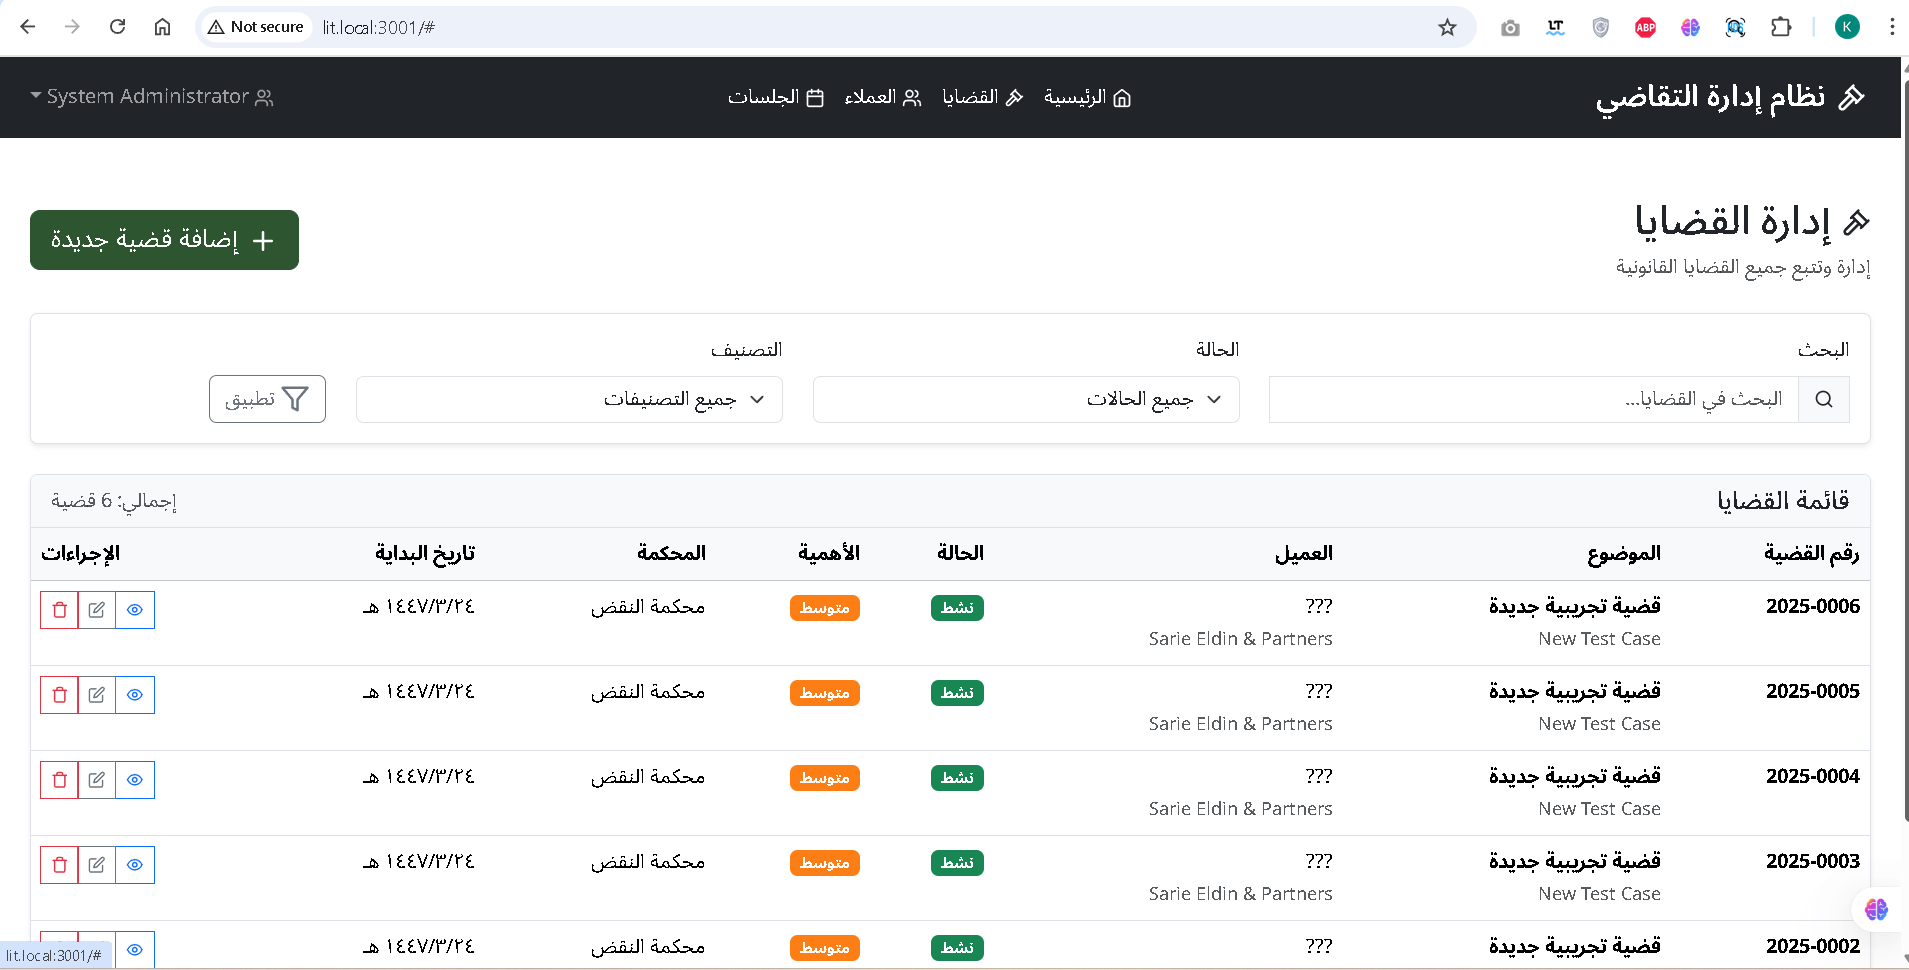 Not secure lit.local:3001/#
ABP
LT
K
نظام إدارة التقاضي
الرئيسية القضايا العملاء الجلسات
System Administrator
إدارة القضايا
إدارة وتتبع جميع القضايا القانونية
إضافة قضية جديدة
البحث الحالة التصنيف
البحث في القضايا... جميع الحالات جميع التصنيفات تطبيق
قائمة القضايا إجمالي: 6 قضية
رقم القضية الموضوع العميل الحالة الأهمية المحكمة تاريخ البداية الإجراءات
2025-0006 قضية تجريبية جديدة ??? نشط متوسط محكمة النقض ١٤٤٧/٣/٢٤ هـ
New Test Case Sarie Eldin & Partners
2025-0005 قضية تجريبية جديدة ??? نشط متوسط محكمة النقض ١٤٤٧/٣/٢٤ هـ
New Test Case Sarie Eldin & Partners
2025-0004 قضية تجريبية جديدة ??? نشط متوسط محكمة النقض ١٤٤٧/٣/٢٤ هـ
New Test Case Sarie Eldin & Partners
2025-0003 قضية تجريبية جديدة ??? نشط متوسط محكمة النقض ١٤٤٧/٣/٢٤ هـ
New Test Case Sarie Eldin & Partners
2025-0002 قضية تجريبية جديدة ??? نشط متوسط محكمة النقض ١٤٤٧/٣/٢٤ هـ
lit.local:3001/#